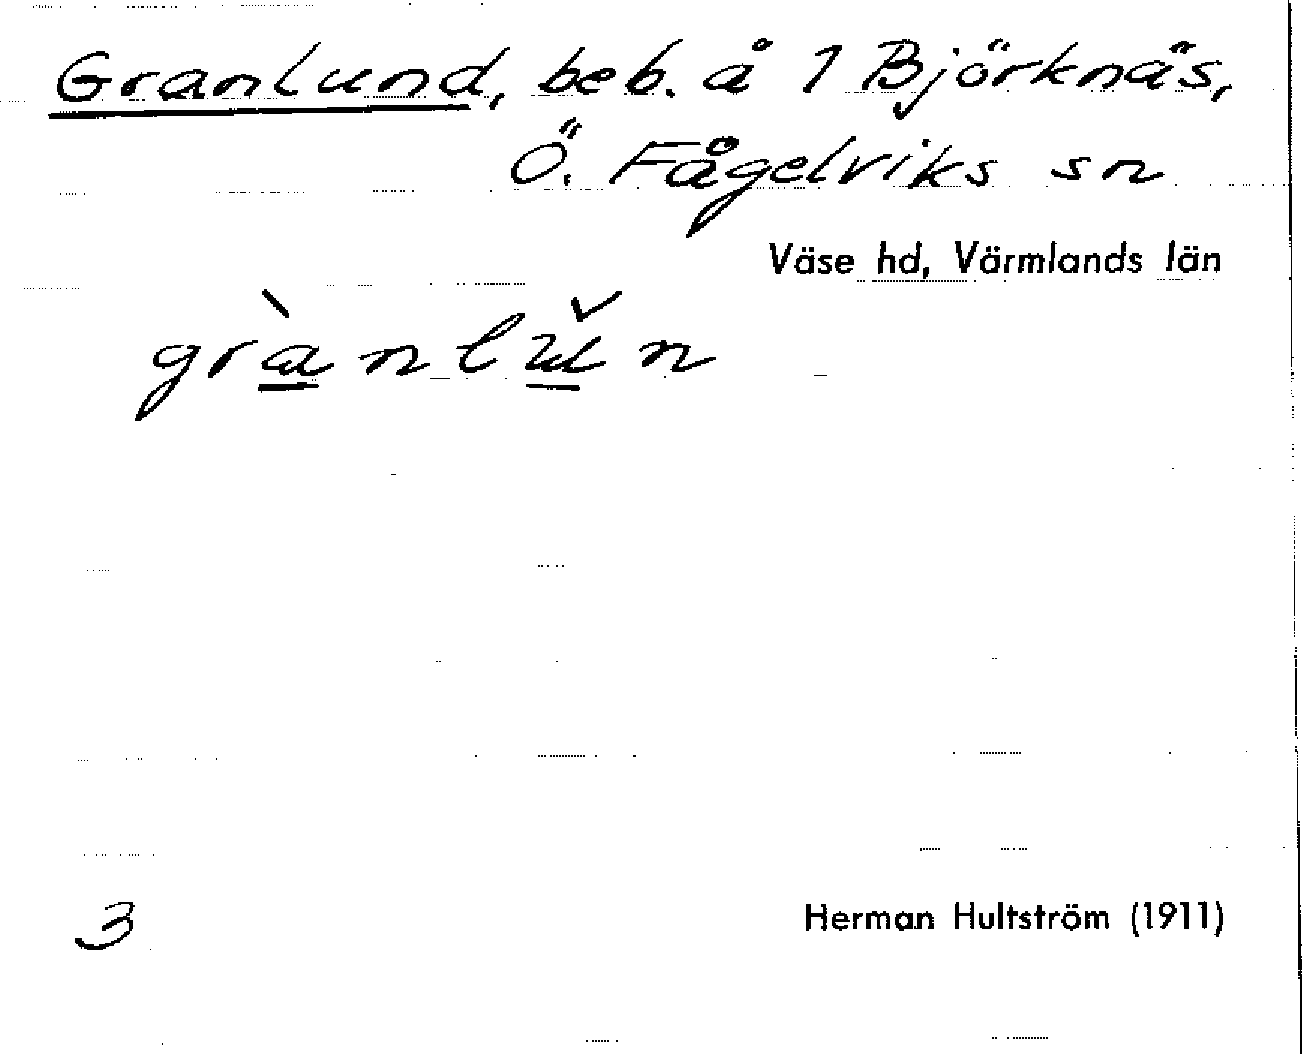 Granlund, beb. å 1 Björknäs,
Ö. Fågelviks sn
Väse hd, Värmlands län
grànlǔn
3
Herman Hultström (1911)